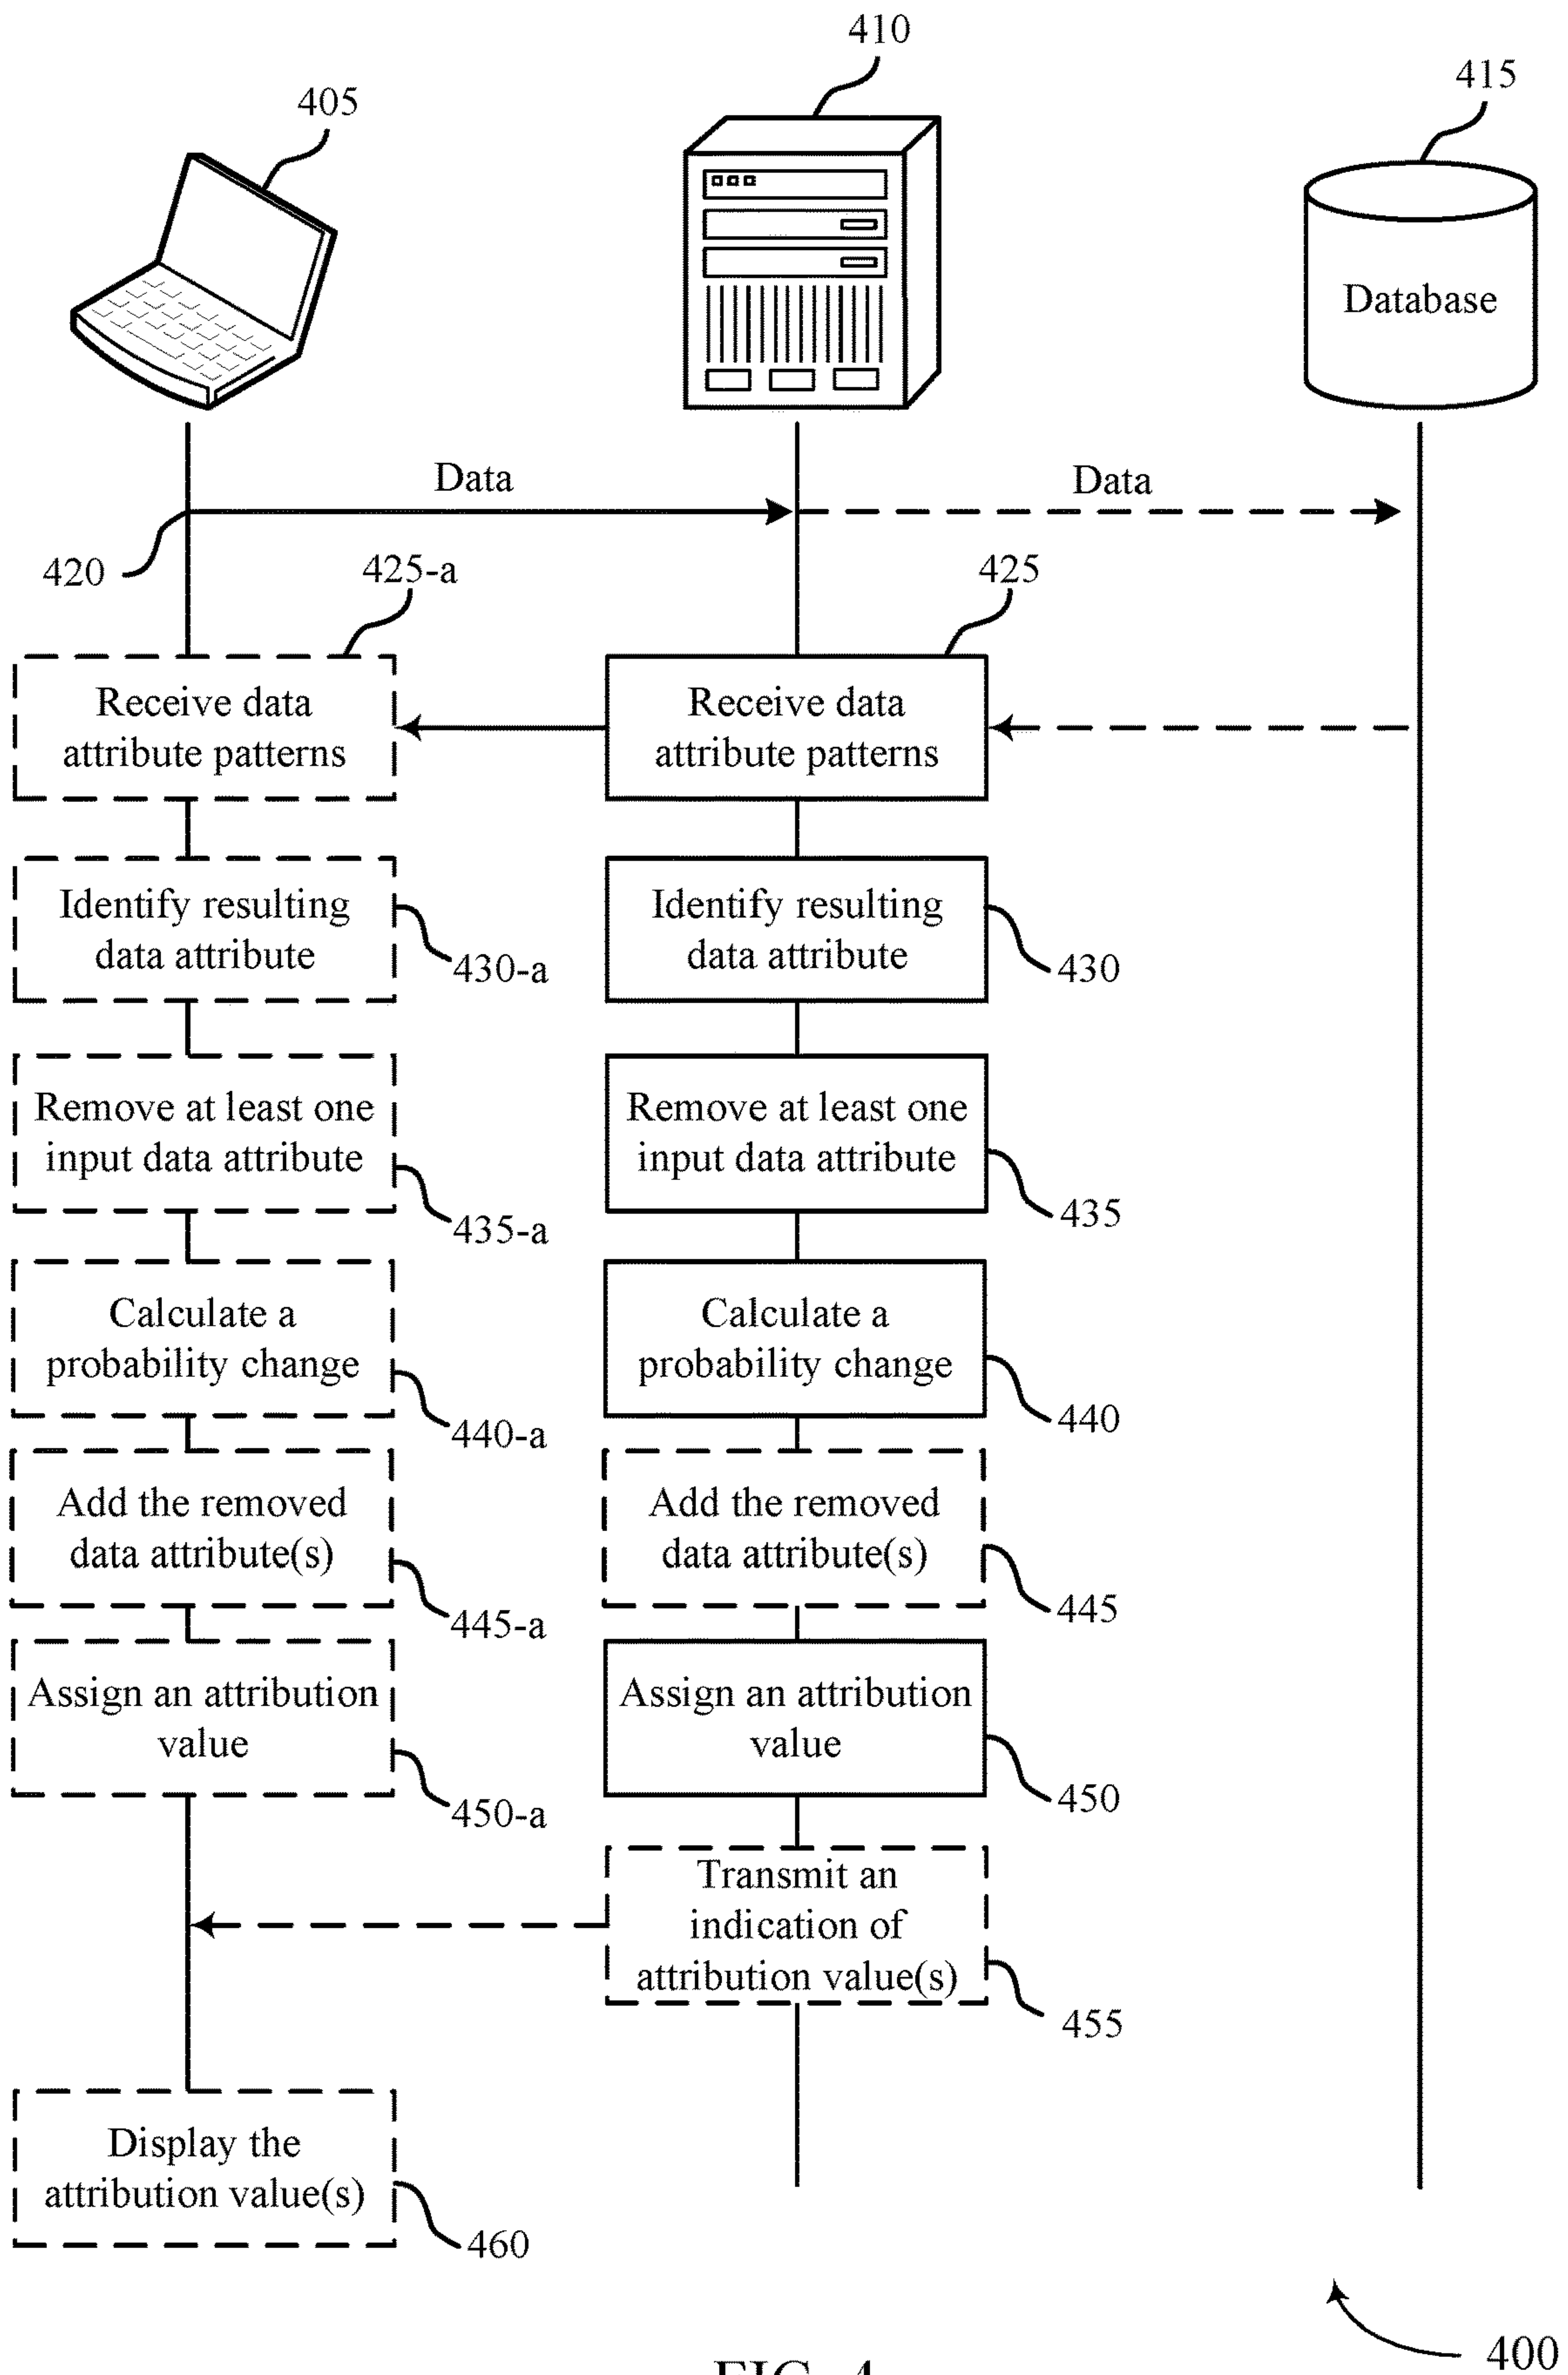 410
415
405
Database
Data
Data
420
425-a
425
Receive data
attribute patterns
Receive data
attribute patterns
Identify resulting
data attribute
430-a
Identify resulting
data attribute
430
Remove at least one
input data attribute
435-a
Remove at least one
input data attribute
435
Calculate a
probability change
440-a
Calculate a
probability change
440
Add the removed
data attribute(s)
445-a
Add the removed
data attribute(s)
445
Assign an attribution
value
450-a
Assign an attribution
value
450
Transmit an
indication of
attribution value(s)
455
Display the
attribution value(s)
460
400
FIG. 4